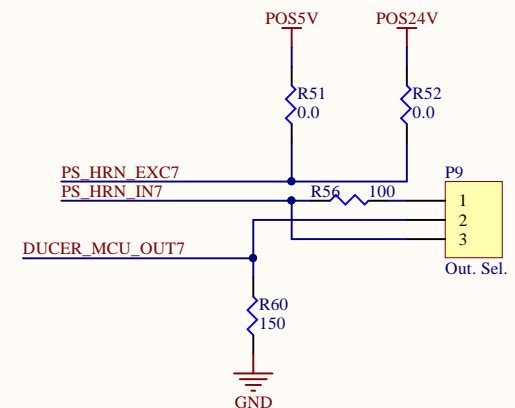 POS5V POS24V
R51 R52
0.0 0.0
PS_HRN_EXC7 P9
PS_HRN_IN7 R56 100 1
2
DUCER_MCU_OUT7 3
Out. Sel.
R60
150
GND